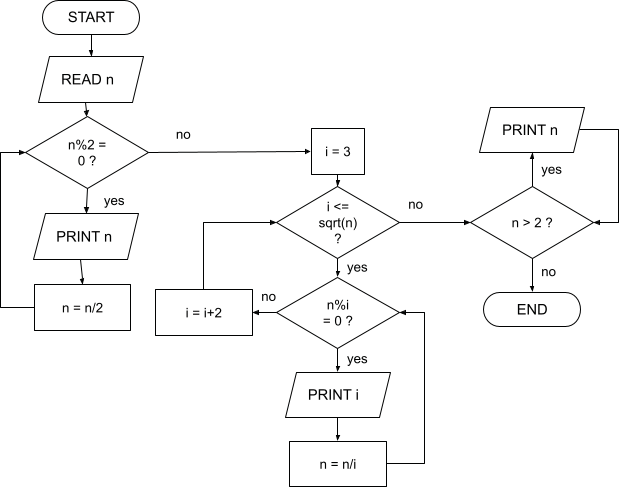 START
READ n
n%2 =
0 ?
yes
no
PRINT n
n = n/2
i = 3
i <=
sqrt(n)
?
no
yes
n%i
= 0 ?
no
i = i+2
yes
PRINT i
n = n/i
PRINT n
yes
n > 2 ?
no
END